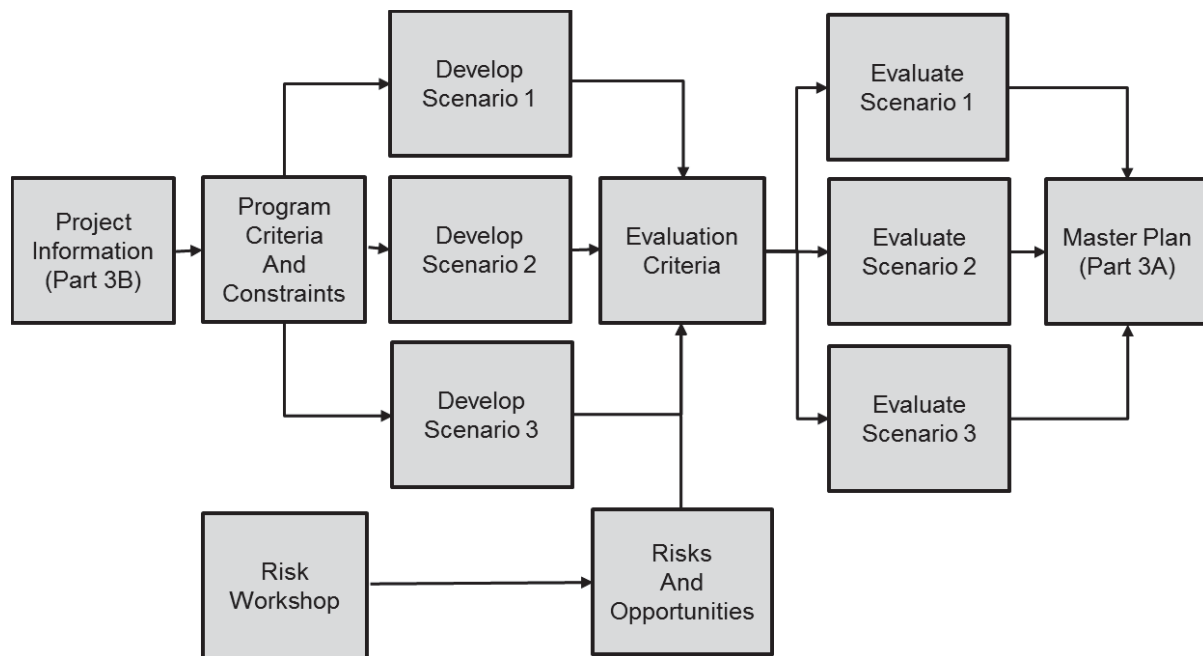 Project
Information
(Part 3B)
Program
Criteria
And
Constraints
Develop
Scenario 1
Develop
Scenario 2
Develop
Scenario 3
Risk
Workshop
Risks
And
Opportunities
Evaluation
Criteria
Evaluate
Scenario 1
Evaluate
Scenario 2
Evaluate
Scenario 3
Master Plan
(Part 3A)